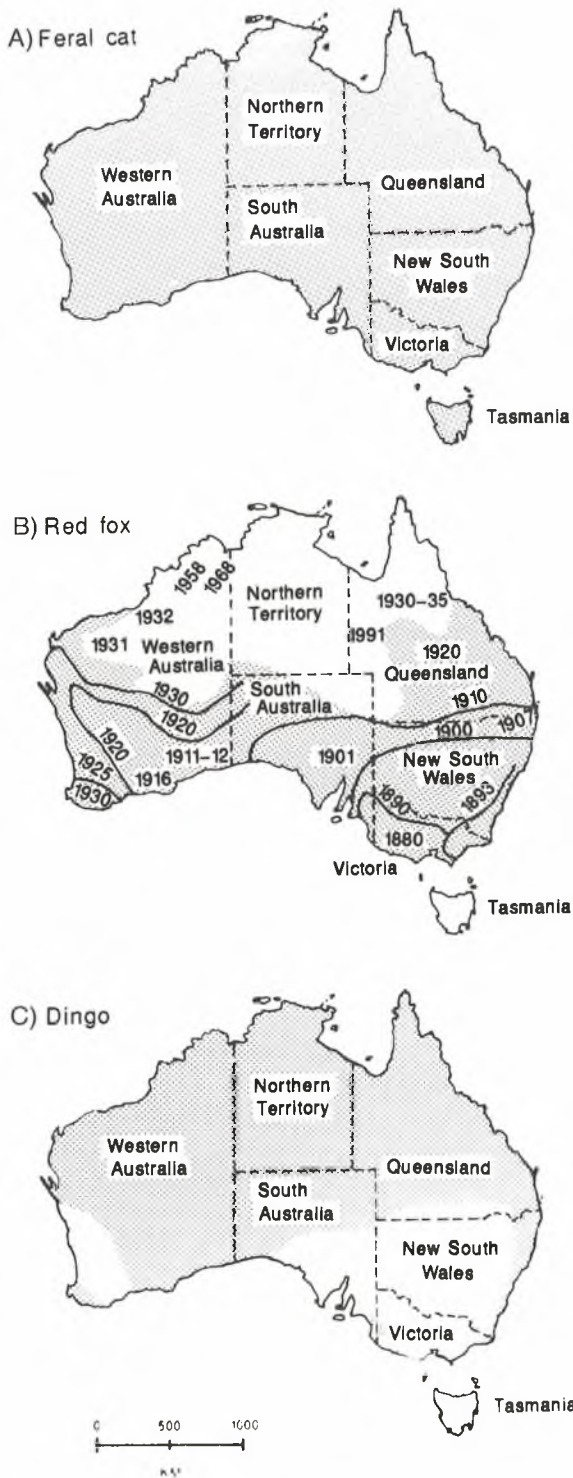 A) Feral cat
Northern
Territory
Western
Australia
Queensland
South
Australia
New South
Wales
Victoria
Tasmania
B) Red fox
1958
1968
Northern
Territory
1930-35
1932
1991
1931
Western
Australia
1920
Queensland
1930
South
Australia
1910
1920
1900
1907
1920
1911-12
1901
New South
Wales
1925
1916
1930
1890
1893
1880
Victoria
Tasmania
C) Dingo
Northern
Territory
Western
Australia
Queensland
South
Australia
New South
Wales
Victoria
Tasmania
0 500 1000